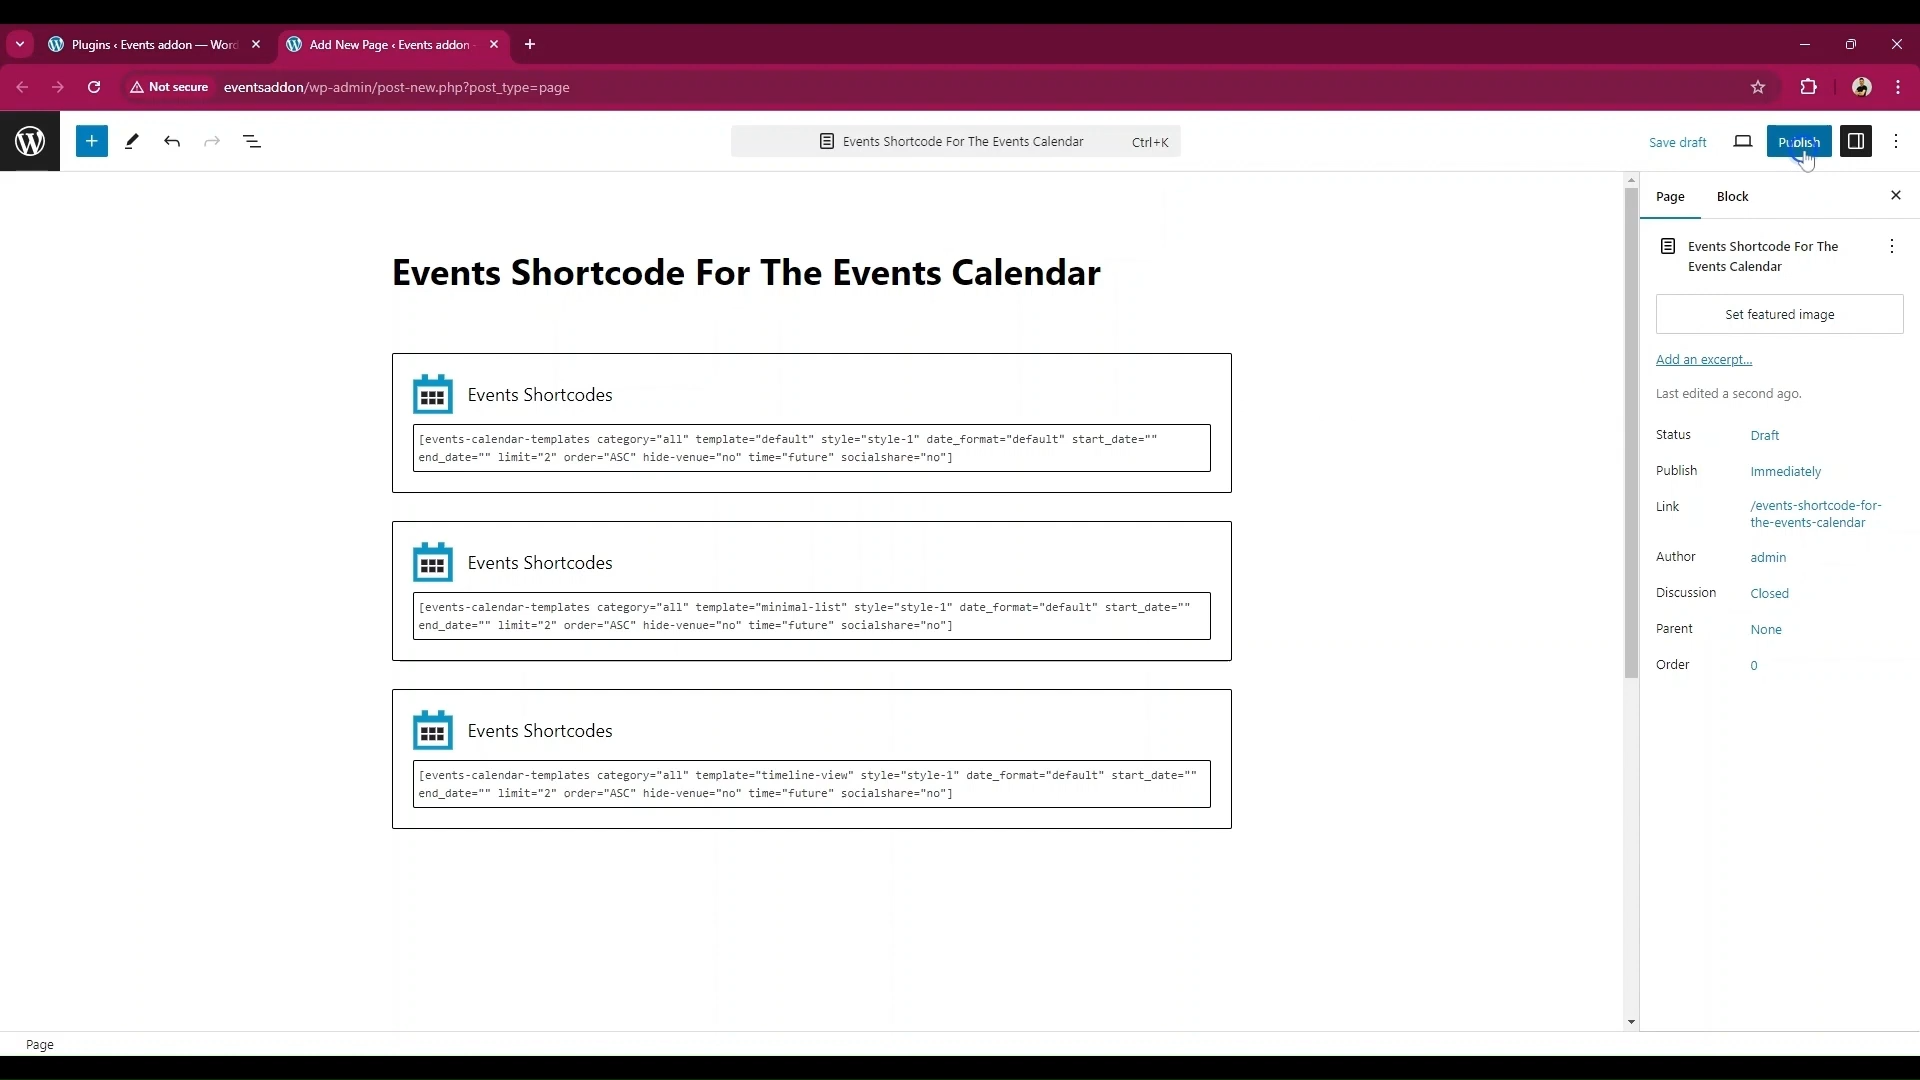 Plugins ‹ Events addon — Word
Add New Page ‹ Events addon
Not secure
eventsaddon/wp-admin/post-new.php?post_type=page
Events Shortcode For The Events Calendar
Ctrl+K
Save draft
Publish
Page
Block
Events Shortcode For The Events Calendar
Events Shortcode For The
Events Calendar
Set featured image
Add an excerpt...
Last edited a second ago.
Status
Draft
Publish
Immediately
Link
/events-shortcode-for-
the-events-calendar
Author
admin
Discussion
Closed
Parent
None
Order
0
Events Shortcodes
[events-calendar-templates category="all" template="default" style="style-1" date_format="default" start_date=""
end_date="" limit="2" order="ASC" hide-venue="no" time="future" socialshare="no"]
Events Shortcodes
[events-calendar-templates category="all" template="minimal-list" style="style-1" date_format="default" start_date=""
end_date="" limit="2" order="ASC" hide-venue="no" time="future" socialshare="no"]
Events Shortcodes
[events-calendar-templates category="all" template="timeline-view" style="style-1" date_format="default" start_date=""
end_date="" limit="2" order="ASC" hide-venue="no" time="future" socialshare="no"]
Page